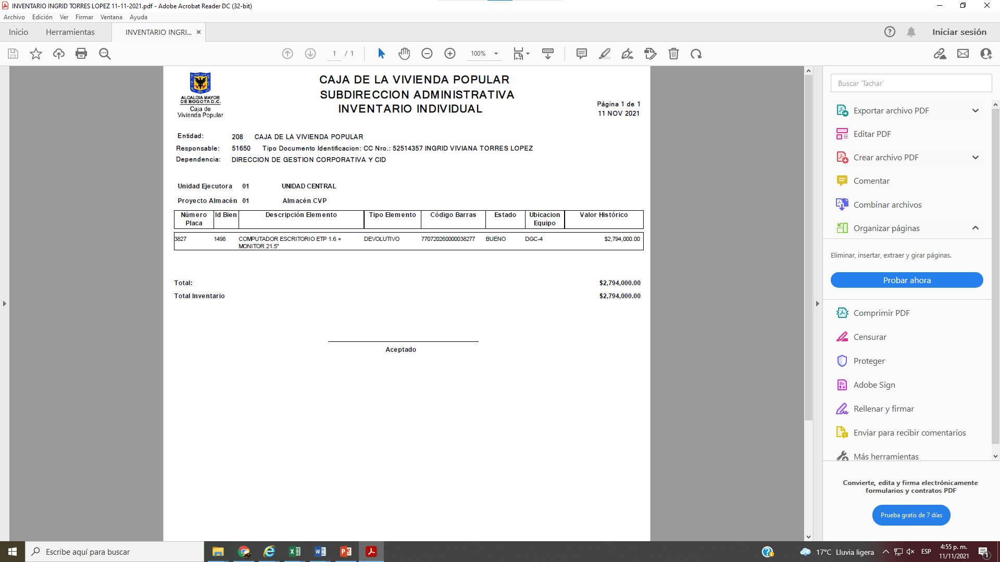 INVENTARIO INGRID TORRES LOPEZ 11-11-2021.pdf - Adobe Acrobat Reader DC (32-bit)
Archivo Edición Ver Firmar Ventana Ayuda
Inicio Herramientas INVENTARIO INGRI... × Iniciar sesión
1 / 1 100%
ALCALDIA MAYOR
DE BOGOTA D.C.
Caja de
Vivienda Popular
CAJA DE LA VIVIENDA POPULAR
SUBDIRECCION ADMINISTRATIVA
INVENTARIO INDIVIDUAL
Página 1 de 1
11 NOV 2021
Entidad: 208 CAJA DE LA VIVIENDA POPULAR
Responsable: 51650 Tipo Documento Identificacion: CC Nro.: 52514357 INGRID VIVIANA TORRES LOPEZ
Dependencia: DIRECCION DE GESTION CORPORATIVA Y CID
Unidad Ejecutora 01 UNIDAD CENTRAL
Proyecto Almacén 01 Almacén CVP
Número Placa Id Bien Descripción Elemento Tipo Elemento Código Barras Estado Ubicacion Equipo Valor Histórico
3827 1498 COMPUTADOR ESCRITORIO ETP 1.6 + DEVOLUTIVO 770720260000038277 BUENO DGC-4 $2,794,000.00
MONITOR 21.5"
Total: $2,794,000.00
Total Inventario $2,794,000.00
Aceptado
Buscar 'Tachar'
Exportar archivo PDF
Editar PDF
Crear archivo PDF
Comentar
Combinar archivos
Organizar páginas
Eliminar, insertar, extraer y girar páginas.
Probar ahora
Comprimir PDF
Censurar
Proteger
Adobe Sign
Rellenar y firmar
Enviar para recibir comentarios
Más herramientas
Convierte, edita y firma electrónicamente
formularios y contratos PDF
Prueba gratis de 7 días
Escribe aquí para buscar
17°C Lluvia ligera ESP
4:55 p. m.
11/11/2021
1